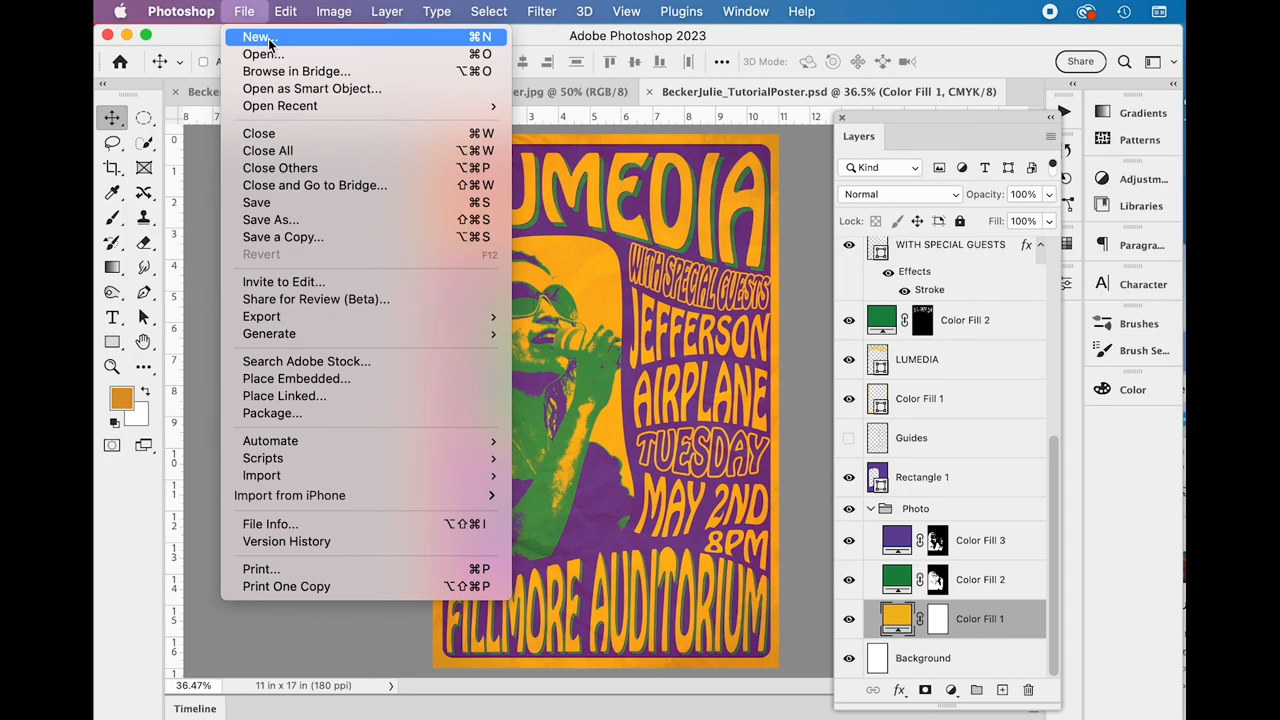 Photoshop File Edit Image Layer Type Select Filter 3D View Plugins Window Help
Adobe Photoshop 2023
3D Mode:
Share
Becke
er.jpg @ 50% (RGB/8)
BeckerJulie_TutorialPoster.psd @ 36.5% (Color Fill 1, CMYK/8)
New... ⌘N
Open... ⌘O
Browse in Bridge... ⌥⌘O
Open as Smart Object...
Open Recent
Close ⌘W
Close All ⌥⌘W
Close Others ⌥⌘P
Close and Go to Bridge... ⇧⌘W
Save ⌘S
Save As... ⇧⌘S
Save a Copy... ⌥⌘S
Revert F12
Invite to Edit...
Share for Review (Beta)...
Export
Generate
Search Adobe Stock...
Place Embedded...
Place Linked...
Package...
Automate
Scripts
Import
Import from iPhone
File Info... ⌥⇧⌘I
Version History
Print... ⌘P
Print One Copy ⌥⇧⌘P
UMEDIA
WITH SPECIAL GUESTS
JEFFERSON
AIRPLANE
TUESDAY
MAY 2ND
8PM
FILLMORE AUDITORIUM
Layers
Kind
Normal Opacity: 100%
Lock: Fill: 100%
WITH SPECIAL GUESTS fx
Effects
Stroke
Color Fill 2
LUMEDIA
Color Fill 1
Guides
Rectangle 1
Photo
Color Fill 3
Color Fill 2
Color Fill 1
Background
Gradients
Patterns
Adjustm...
Libraries
Paragra...
Character
Brushes
Brush Se...
Color
36.47% 11 in x 17 in (180 ppi)
Timeline